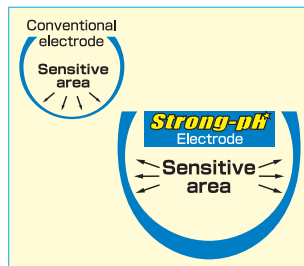 Conventional
electrode
Sensitive
area
Strong-pH
Electrode
Sensitive
area